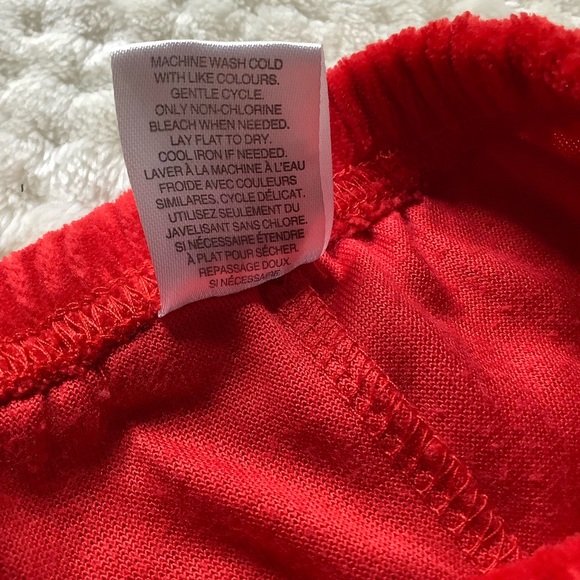 MACHINE WASH COLD
WITH LIKE COLOURS.
GENTLE CYCLE.
ONLY NON-CHLORINE
BLEACH WHEN NEEDED.
LAY FLAT TO DRY.
COOL IRON IF NEEDED.
LAVER À LA MACHINE À L'EAU
FROIDE AVEC COULEURS
SIMILAIRES. CYCLE DÉLICAT.
UTILISEZ SEULEMENT DU
JAVELISANT SANS CHLORE.
SI NÉCESSAIRE ÉTENDRE
À PLAT POUR SÉCHER.
REPASSAGE DOUX.
SI NÉCESSAIRE